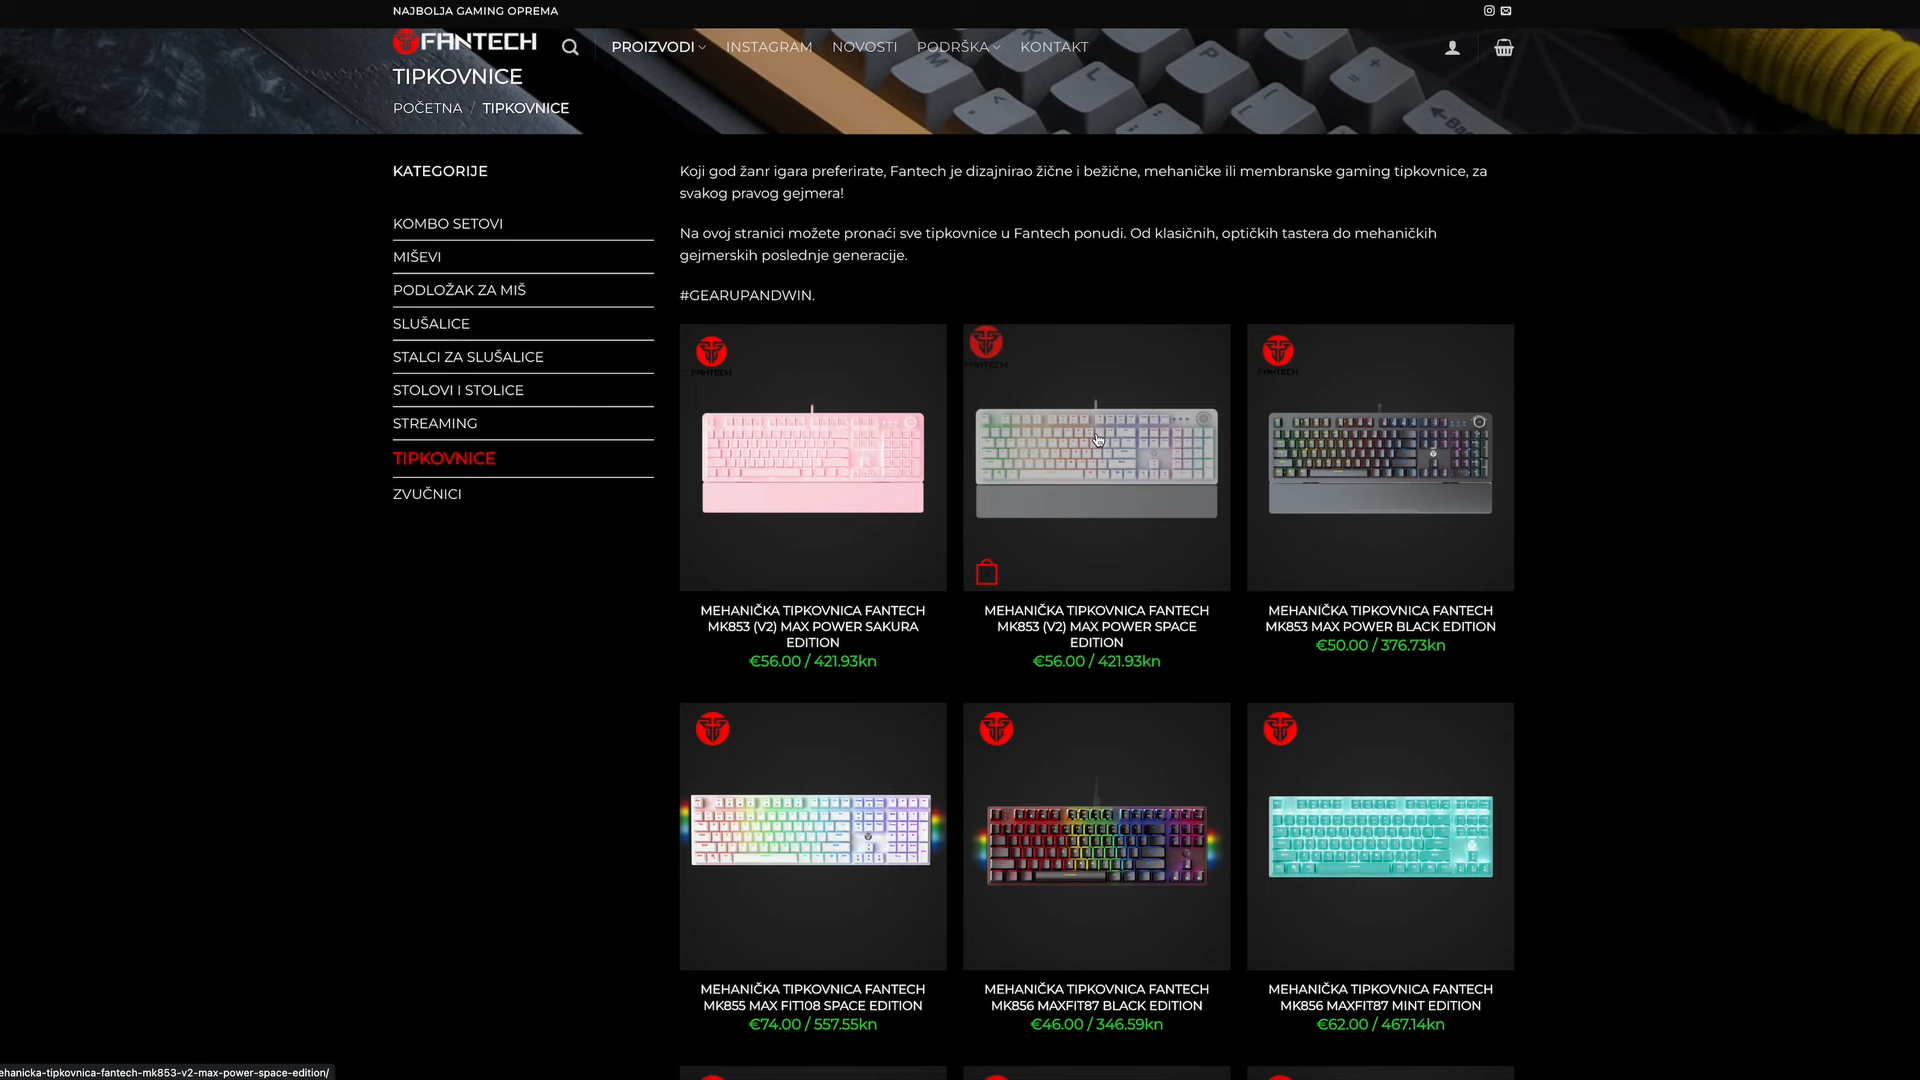 NAJBOLJA GAMING OPREMA
FANTECH
PROIZVODI
INSTAGRAM
NOVOSTI
PODRŠKA
KONTAKT
TIPKOVNICE
POČETNA / TIPKOVNICE
KATEGORIJE
KOMBO SETOVI
MIŠEVI
PODLOŽAK ZA MIŠ
SLUŠALICE
STALCI ZA SLUŠALICE
STOLOVI I STOLICE
STREAMING
TIPKOVNICE
ZVUČNICI
Koji god žanr igara preferirate, Fantech je dizajnirao žične i bežične, mehaničke ili membranske gaming tipkovnice, za
svakog pravog gejmera!
Na ovoj stranici možete pronaći sve tipkovnice u Fantech ponudi. Od klasičnih, optičkih tastera do mehaničkih
gejmerskih poslednje generacije.
#GEARUPANDWIN.
FANTECH
FANTECH
FANTECH
MEHANIČKA TIPKOVNICA FANTECH
MK853 (V2) MAX POWER SAKURA
EDITION
€56.00 / 421.93kn
MEHANIČKA TIPKOVNICA FANTECH
MK853 (V2) MAX POWER SPACE
EDITION
€56.00 / 421.93kn
MEHANIČKA TIPKOVNICA FANTECH
MK853 MAX POWER BLACK EDITION
€50.00 / 376.73kn
MEHANIČKA TIPKOVNICA FANTECH
MK855 MAX FIT108 SPACE EDITION
€74.00 / 557.55kn
MEHANIČKA TIPKOVNICA FANTECH
MK856 MAXFIT87 BLACK EDITION
€46.00 / 346.59kn
MEHANIČKA TIPKOVNICA FANTECH
MK856 MAXFIT87 MINT EDITION
€62.00 / 467.14kn
ehanicka-tipkovnica-fantech-mk853-v2-max-power-space-edition/